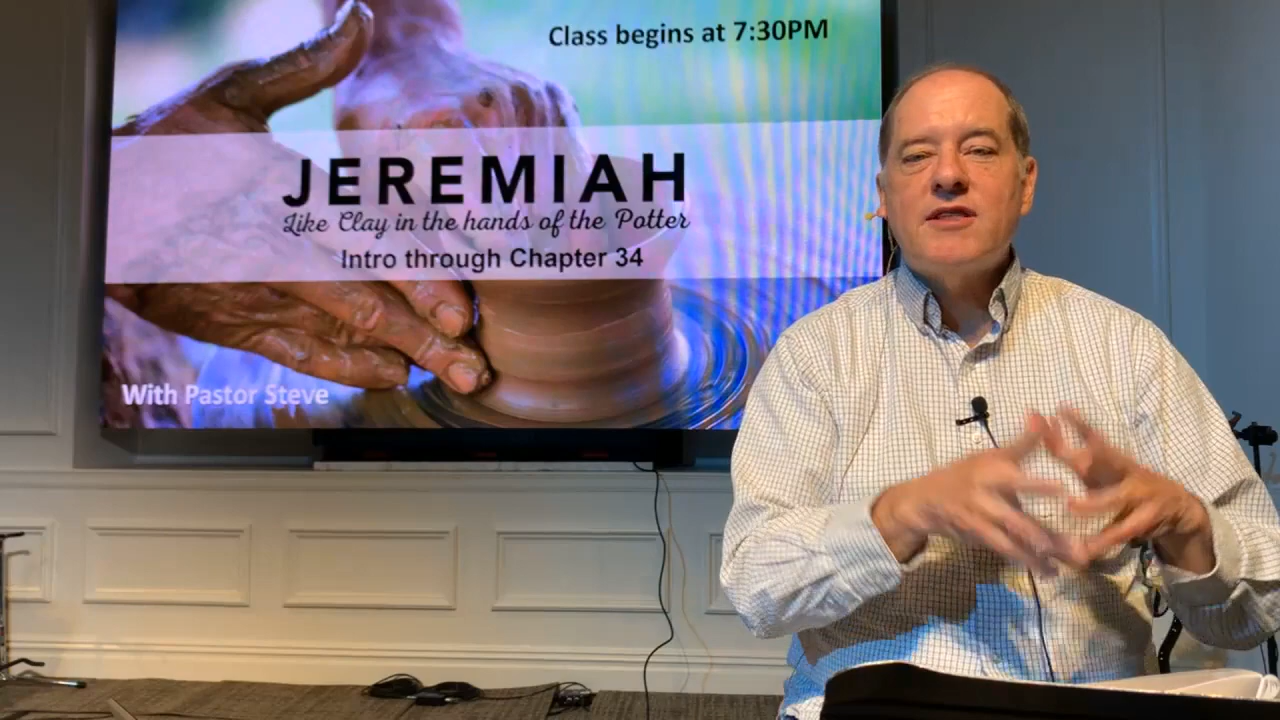 Class begins at 7:30PM
JEREMIAH
Like Clay in the hands of the Potter
Intro through Chapter 34
With Pastor Steve